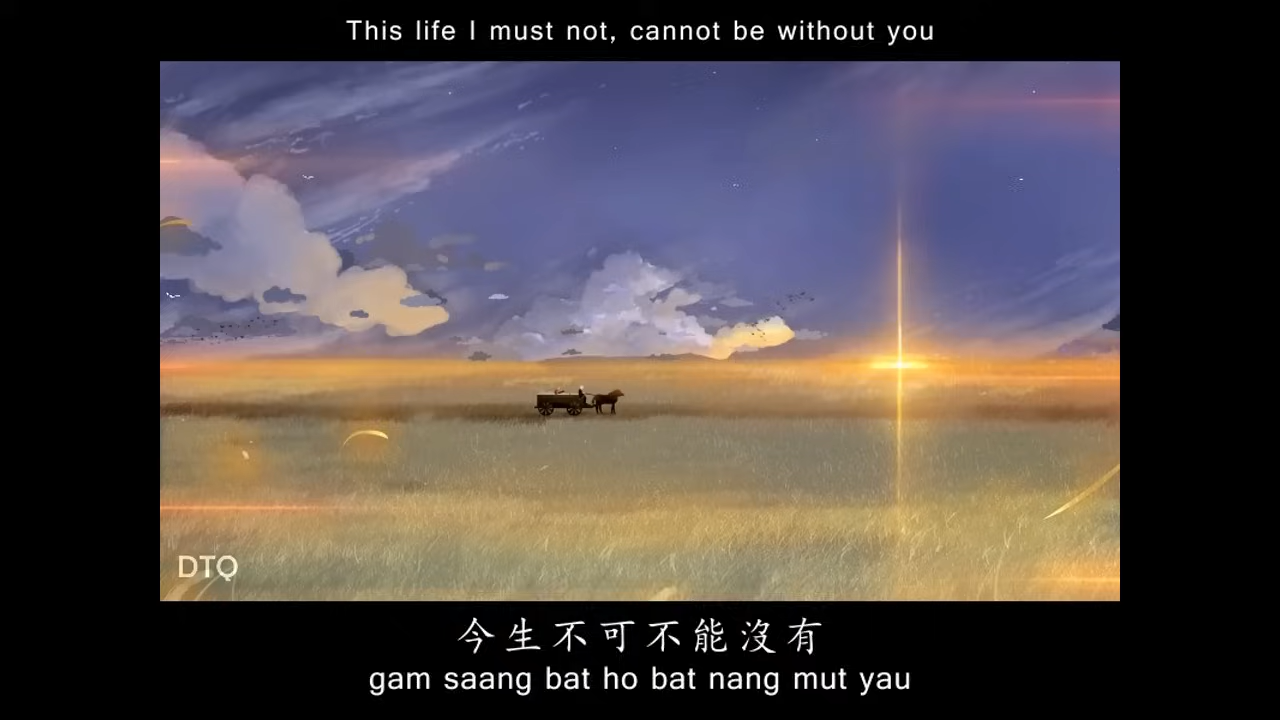 This life I must not, cannot be without you
DTQ
今生不可不能沒有
gam saang bat ho bat nang mut yau